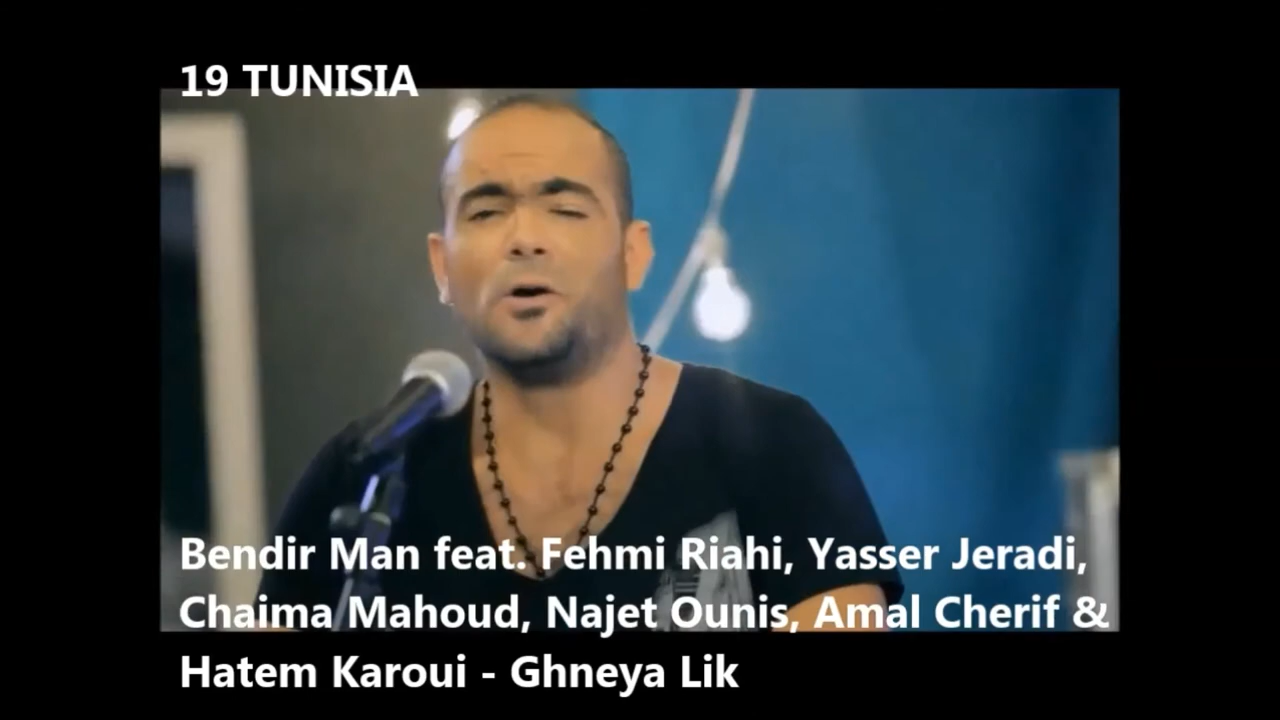 19 TUNISIA
Bendir Man feat. Fehmi Riahi, Yasser Jeradi,
Chaima Mahoud, Najet Ounis, Amal Cherif &
Hatem Karoui - Ghneya Lik